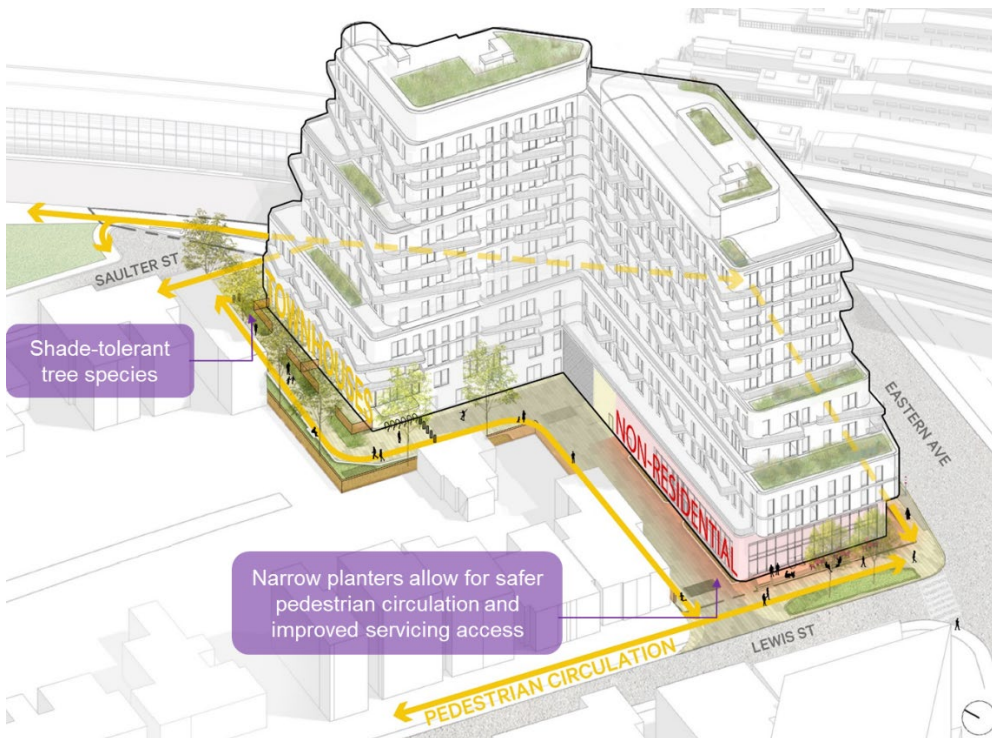 SAULTER ST
Shade-tolerant
tree species
TOWNHOUSES
EASTERN AVE
NON-RESIDENTIAL
Narrow planters allow for safer
pedestrian circulation and
improved servicing access
LEWIS ST
PEDESTRIAN CIRCULATION